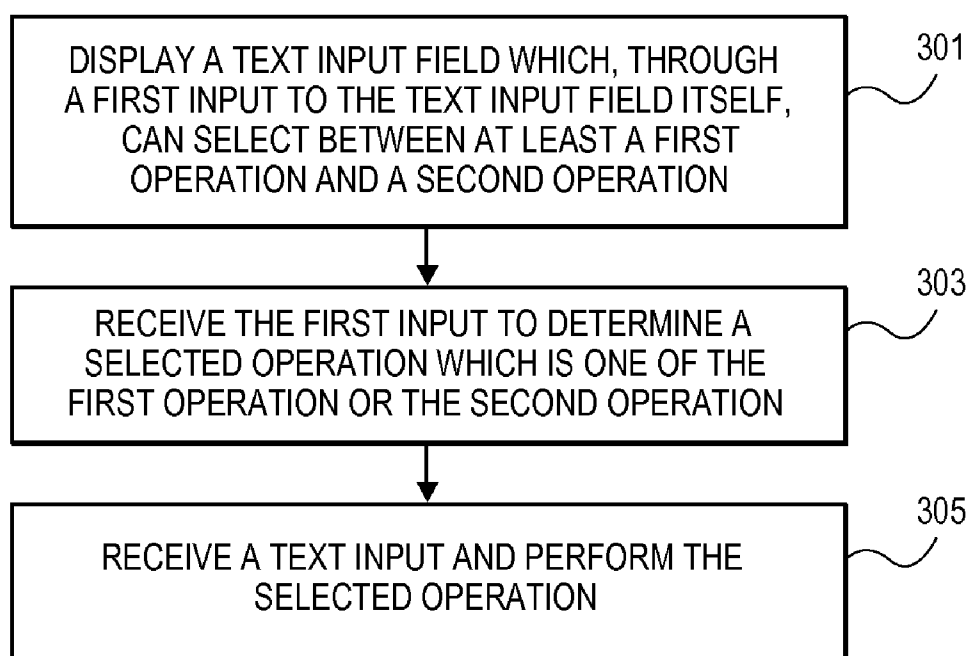 DISPLAY A TEXT INPUT FIELD WHICH, THROUGH
A FIRST INPUT TO THE TEXT INPUT FIELD ITSELF,
CAN SELECT BETWEEN AT LEAST A FIRST
OPERATION AND A SECOND OPERATION
301
RECEIVE THE FIRST INPUT TO DETERMINE A
SELECTED OPERATION WHICH IS ONE OF THE
FIRST OPERATION OR THE SECOND OPERATION
303
RECEIVE A TEXT INPUT AND PERFORM THE
SELECTED OPERATION
305